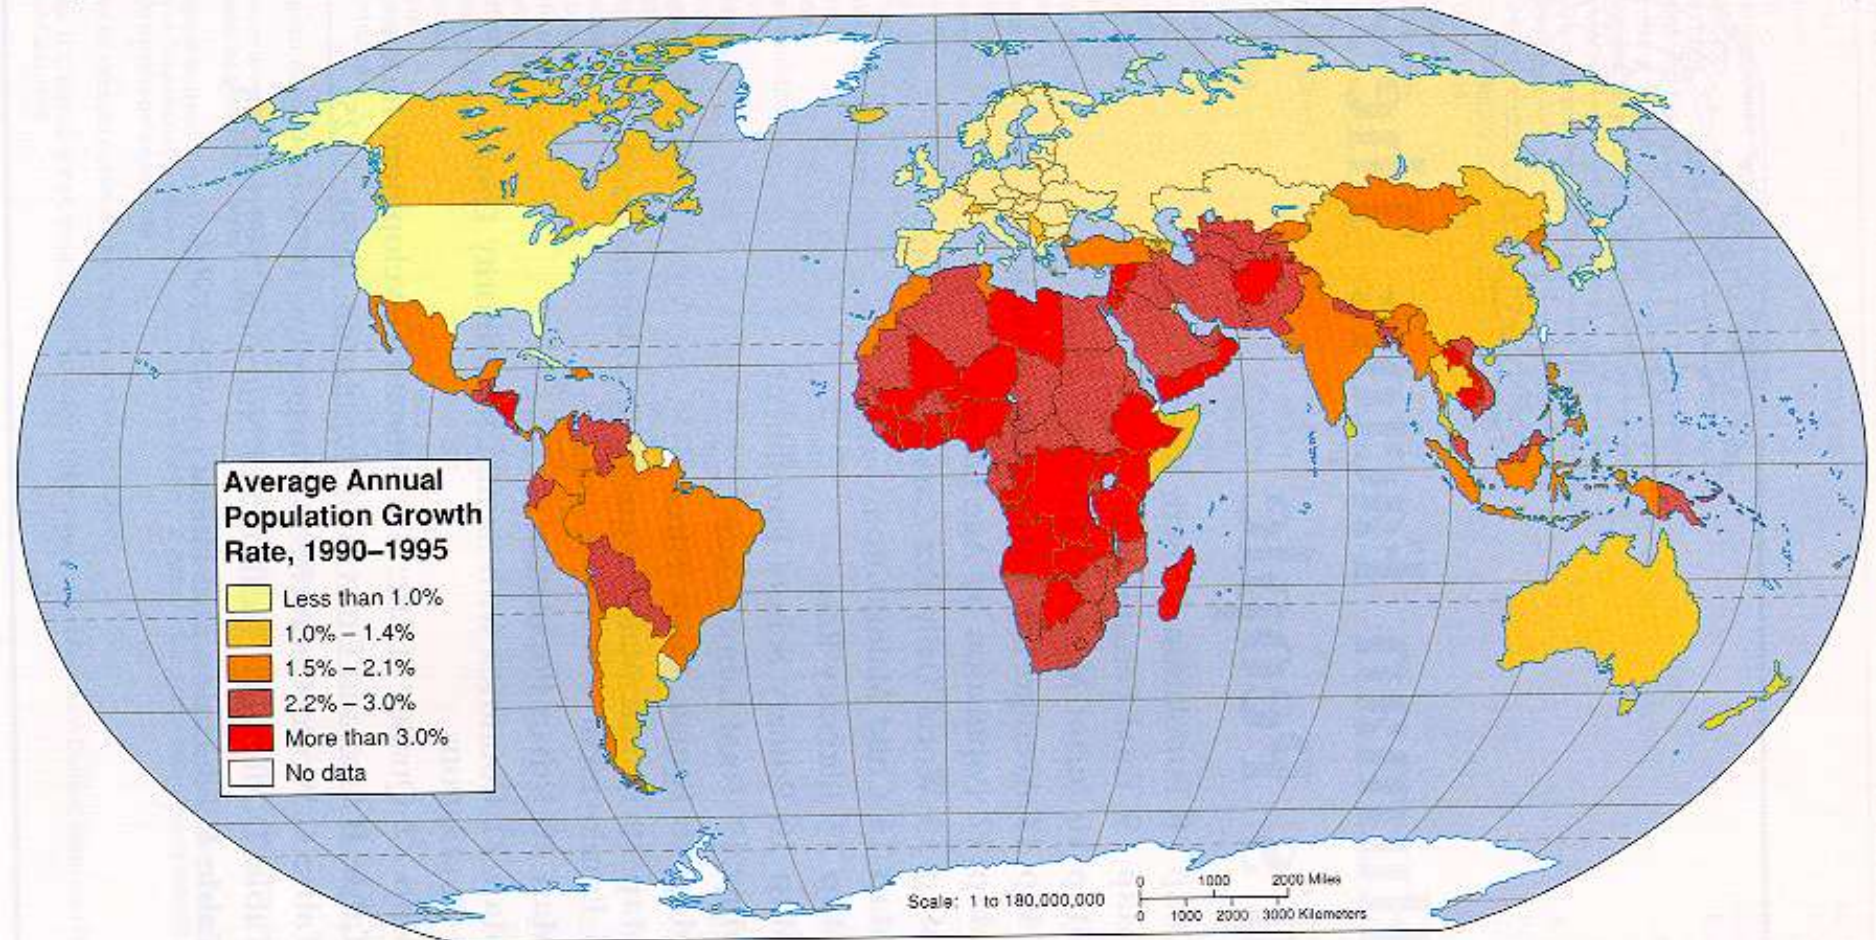 Average Annual
Population Growth
Rate, 1990–1995
Less than 1.0%
1.0% – 1.4%
1.5% – 2.1%
2.2% – 3.0%
More than 3.0%
No data
Scale: 1 to 180,000,000
0 1000 2000 Miles
0 1000 2000 3000 Kilometers